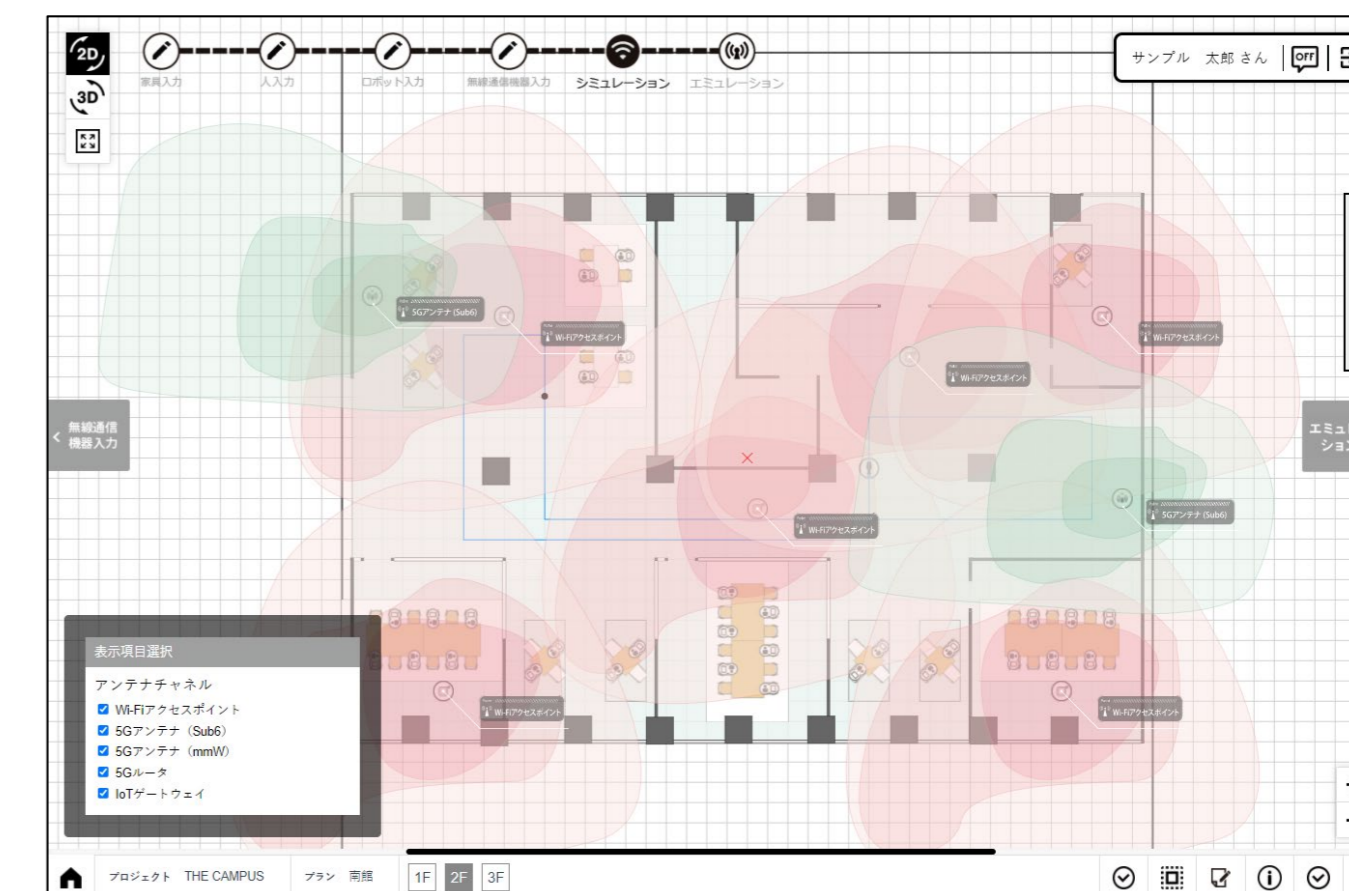 2D
3D
家具入力
人入力
ロボット入力
無線通信機器入力
シミュレーション
エミュレーション
サンプル 太郎 さん
OFF
5Gアンテナ (Sub6)
Wi-Fiアクセスポイント
Wi-Fiアクセスポイント
Wi-Fiアクセスポイント
無線通信
機器入力
エミュ
ショ
5Gアンテナ (Sub6)
Wi-Fiアクセスポイント
Wi-Fiアクセスポイント
Wi-Fiアクセスポイント
表示項目選択
アンテナチャネル
Wi-Fiアクセスポイント
5Gアンテナ（Sub6）
5Gアンテナ（mmW）
5Gルータ
IoTゲートウェイ
プロジェクト THE CAMPUS
プラン 南館
1F
2F
3F